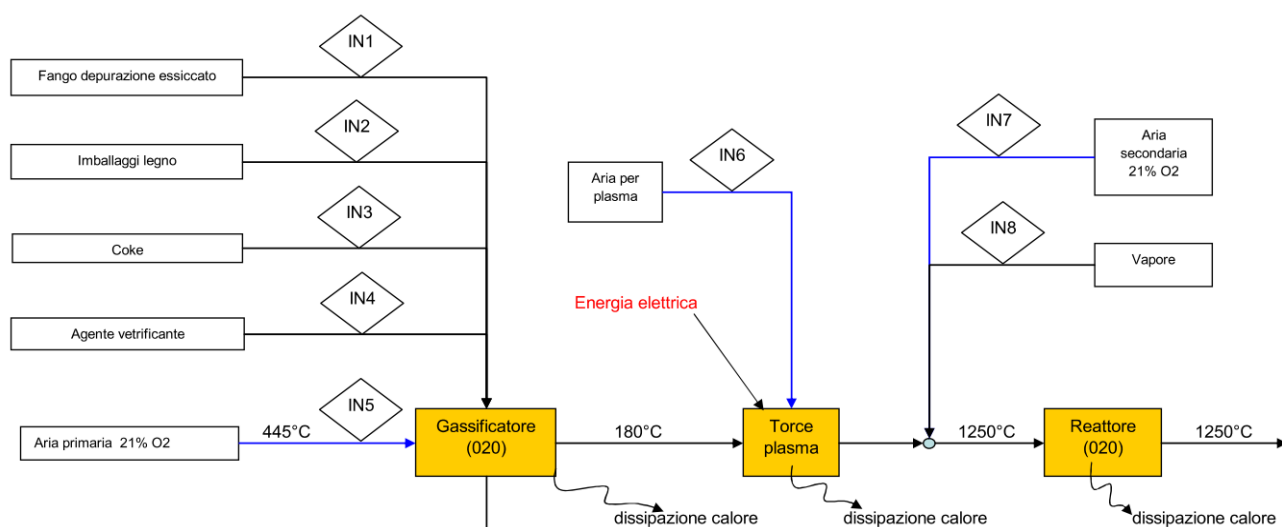 IN1
Fango depurazione essiccato
IN2
Imballaggi legno
IN3
Coke
IN4
Agente vetrificante
IN5
Aria primaria 21% O2
445°C
Gassificatore
(020)
180°C
dissipazione calore
IN6
Aria per
plasma
Energia elettrica
Torce
plasma
dissipazione calore
IN7
Aria
secondaria
21% O2
IN8
Vapore
1250°C
Reattore
(020)
1250°C
dissipazione calore